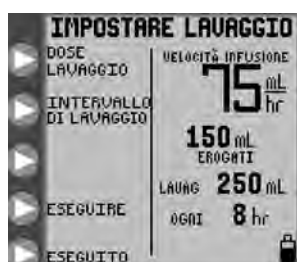 IMPOSTARE LAVAGGIO
DOSE
LAVAGGIO
INTERVALLO
DI LAVAGGIO
ESEGUIRE
ESEGUITO
VELOCITÀ INFUSIONE
75 mL/hr
150 mL
EROGATI
LAVAG 250 mL
OGNI 8 hr